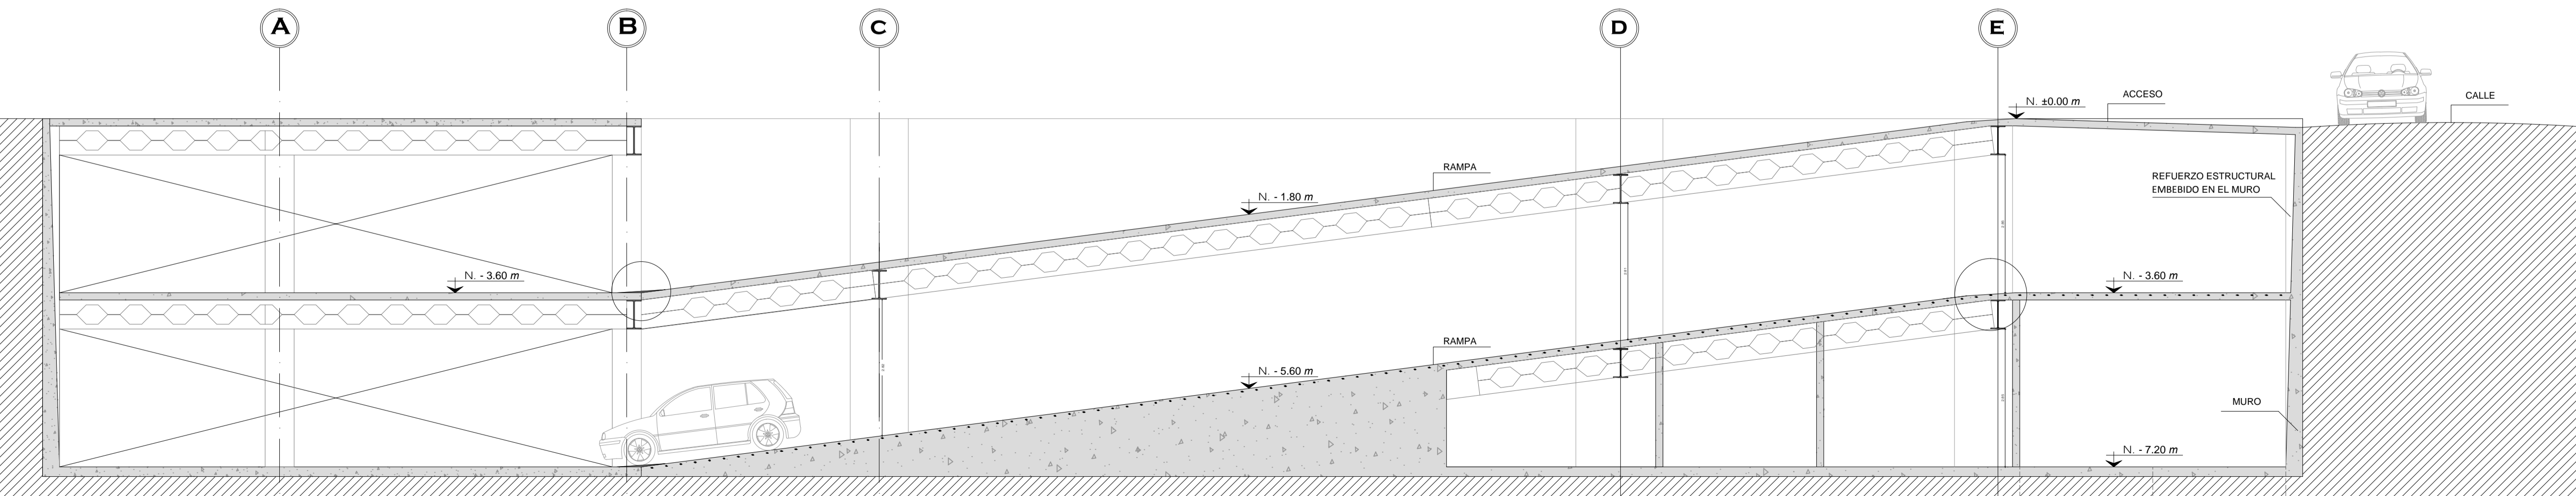 A
B
C
D
E
N. ±0.00 m
ACCESO
CALLE
RAMPA
REFUERZO ESTRUCTURAL
EMBEBIDO EN EL MURO
N. - 1.80 m
N. - 3.60 m
N. - 3.60 m
RAMPA
N. - 5.60 m
MURO
N. - 7.20 m